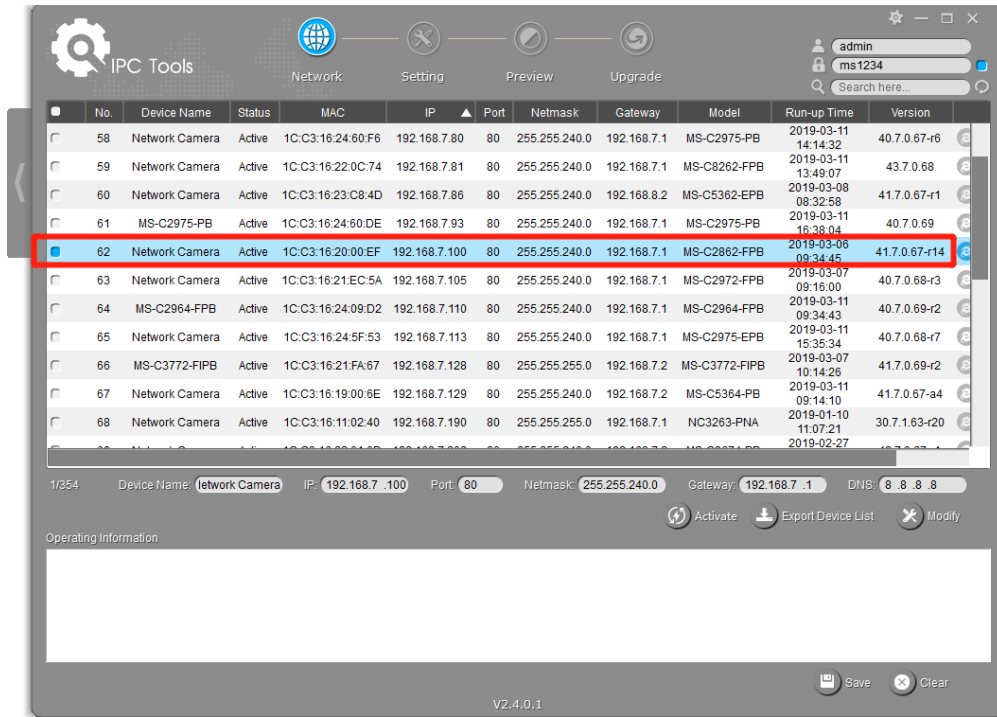 IPC Tools
Network Setting Preview Upgrade
admin
ms1234
Search here...
No. Device Name Status MAC IP Port Netmask Gateway Model Run-up Time Version
58 Network Camera Active 1C:C3:16:24:60:F6 192.168.7.80 80 255.255.240.0 192.168.7.1 MS-C2975-PB 2019-03-11 14:14:32 40.7.0.67-r6
59 Network Camera Active 1C:C3:16:22:0C:74 192.168.7.81 80 255.255.240.0 192.168.7.1 MS-C8262-FPB 2019-03-11 13:49:07 43.7.0.68
60 Network Camera Active 1C:C3:16:23:C8:4D 192.168.7.86 80 255.255.240.0 192.168.8.2 MS-C5362-EPB 2019-03-08 08:32:58 41.7.0.67-r1
61 MS-C2975-PB Active 1C:C3:16:24:60:DE 192.168.7.93 80 255.255.240.0 192.168.7.1 MS-C2975-PB 2019-03-11 16:38:04 40.7.0.69
62 Network Camera Active 1C:C3:16:20:00:EF 192.168.7.100 80 255.255.240.0 192.168.7.1 MS-C2862-FPB 2019-03-06 09:34:45 41.7.0.67-r14
63 Network Camera Active 1C:C3:16:21:EC:5A 192.168.7.105 80 255.255.240.0 192.168.7.1 MS-C2972-FPB 2019-03-07 09:16:00 40.7.0.68-r3
64 MS-C2964-FPB Active 1C:C3:16:24:09:D2 192.168.7.110 80 255.255.240.0 192.168.7.1 MS-C2964-FPB 2019-03-11 09:34:43 40.7.0.69-r2
65 Network Camera Active 1C:C3:16:24:5F:53 192.168.7.113 80 255.255.240.0 192.168.7.1 MS-C2975-EPB 2019-03-11 15:35:34 40.7.0.68-r7
66 MS-C3772-FIPB Active 1C:C3:16:21:FA:67 192.168.7.128 80 255.255.255.0 192.168.7.2 MS-C3772-FIPB 2019-03-07 10:14:26 41.7.0.69-r2
67 Network Camera Active 1C:C3:16:19:00:6E 192.168.7.129 80 255.255.240.0 192.168.7.2 MS-C5364-PB 2019-03-11 09:14:10 41.7.0.67-a4
68 Network Camera Active 1C:C3:16:11:02:40 192.168.7.190 80 255.255.255.0 192.168.7.1 NC3263-PNA 2019-01-10 11:07:21 30.7.1.63-r20
2019-02-27
1/354 Device Name: letwork Camera IP: 192.168.7 .100 Port: 80 Netmask: 255.255.240.0 Gateway: 192.168.7 .1 DNS: 8 .8 .8 .8
Activate Export Device List Modify
Operating Information
Save Clear
V2.4.0.1